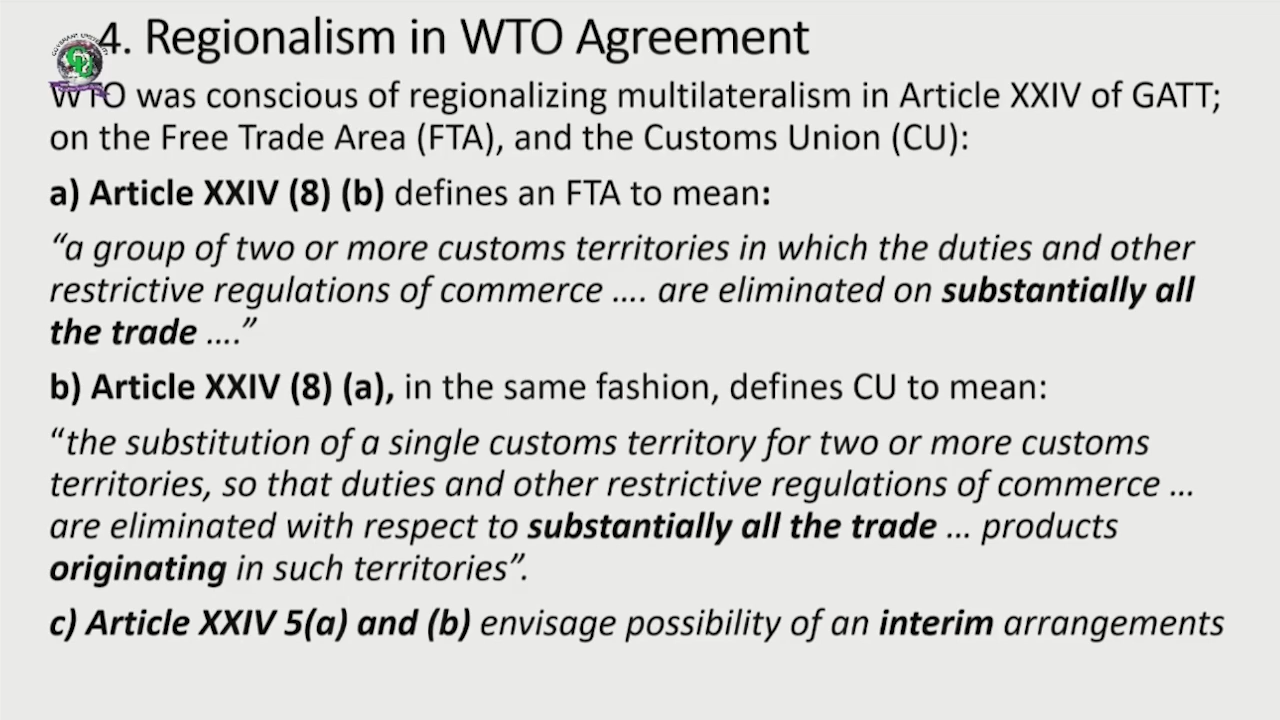 4. Regionalism in WTO Agreement
COVENANT UNIVERSITY
WTO was conscious of regionalizing multilateralism in Article XXIV of GATT;
on the Free Trade Area (FTA), and the Customs Union (CU):
a) Article XXIV (8) (b) defines an FTA to mean:
“a group of two or more customs territories in which the duties and other
restrictive regulations of commerce …. are eliminated on substantially all
the trade ….”
b) Article XXIV (8) (a), in the same fashion, defines CU to mean:
“the substitution of a single customs territory for two or more customs
territories, so that duties and other restrictive regulations of commerce …
are eliminated with respect to substantially all the trade … products
originating in such territories”.
c) Article XXIV 5(a) and (b) envisage possibility of an interim arrangements